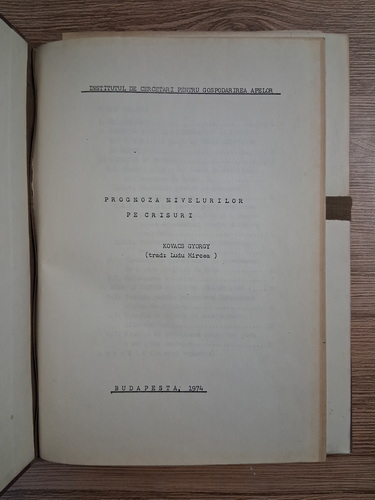 INSTITUTUL DE CERCETARI PENTRU GOSPODARIREA APELOR
PROGNOZA NIVELURILOR
PE CRISURI
KOVACS GYORGY
(trad: Ludu Mircea )
BUDAPESTA, 1974